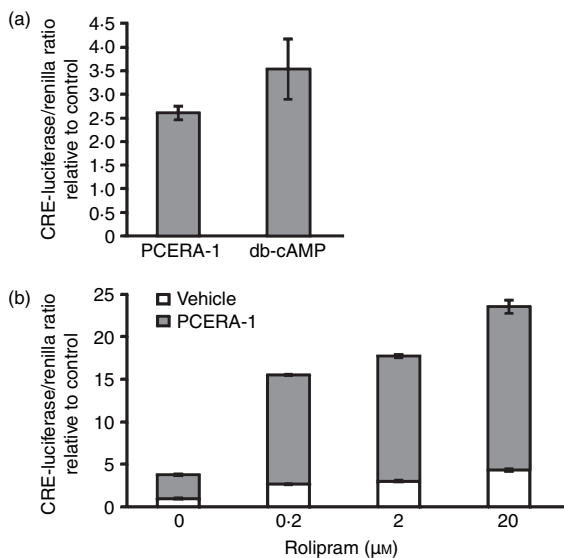 (a)
CRE-luciferase/renilla ratio
relative to control
4·5
4·0
3·5
3·0
2·5
2·0
1·5
1·0
0·5
0
PCERA-1 db-cAMP
(b)
CRE-luciferase/renilla ratio
relative to control
25
20
15
10
5
0
Vehicle
PCERA-1
0 0·2 2 20
Rolipram (μM)